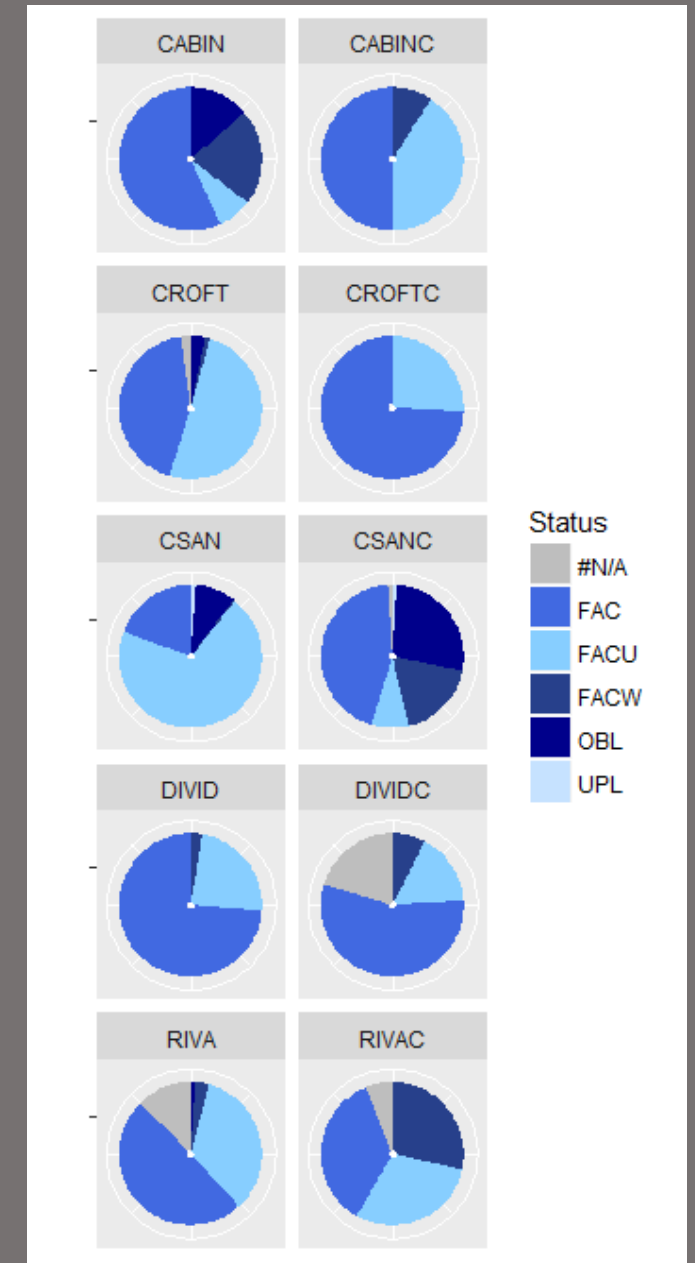 CABIN
CABINC
CROFT
CROFTC
CSAN
CSANC
DIVID
DIVIDC
RIVA
RIVAC
Status
#N/A
FAC
FACU
FACW
OBL
UPL